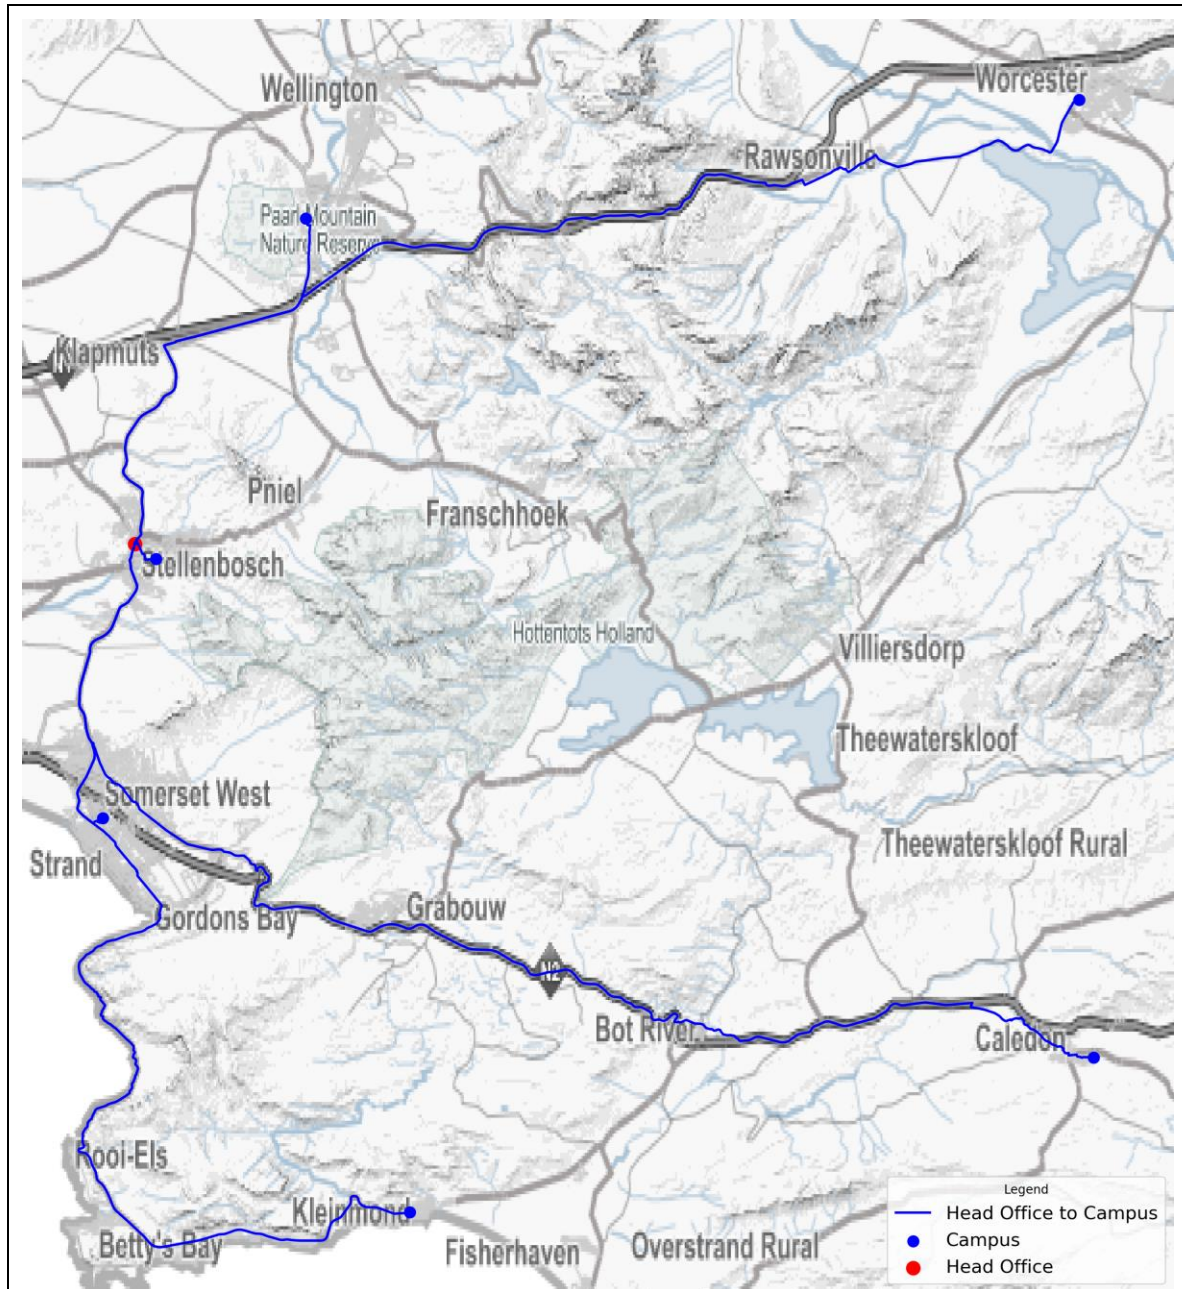 Wellington
Worcester
Rawsonville
Paarl Mountain
Nature Reserve
Klapmuts
Pniel
Franschhoek
Stellenbosch
Hottentots Holland
Villiersdorp
Theewaterskloof
Somerset West
Strand
Theewaterskloof Rural
Gordons Bay
Grabouw
N2
Bot River
Caledon
Rooi-Els
Kleinmond
Betty's Bay
Fisherhaven
Overstrand Rural
Legend
Head Office to Campus
Campus
Head Office